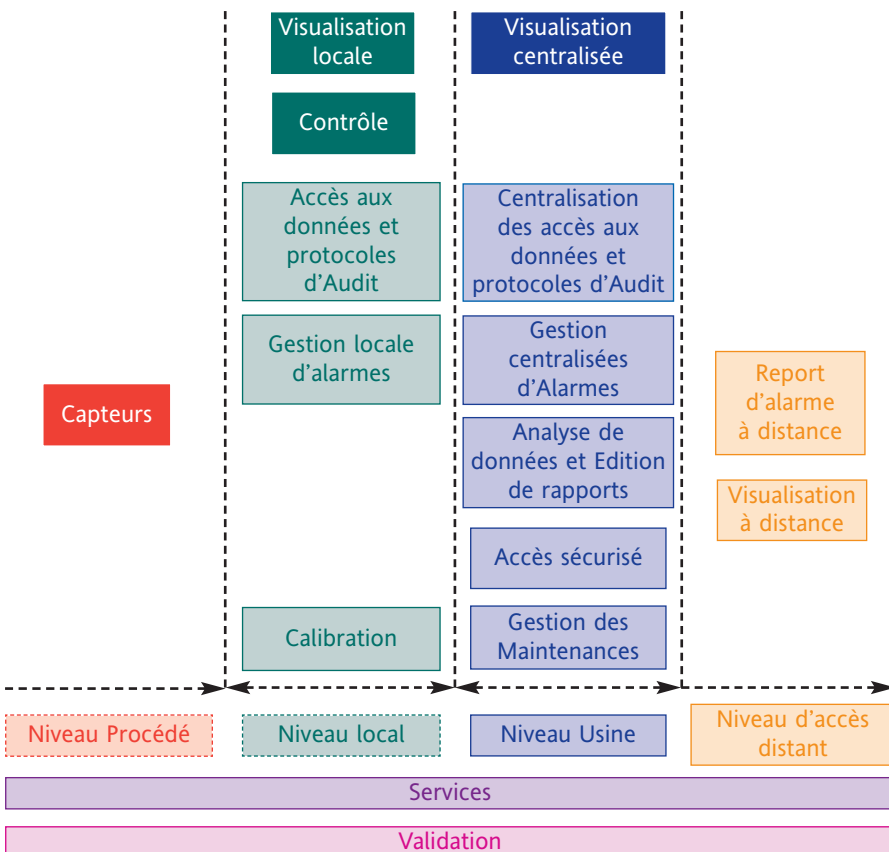 Visualisation
locale
Visualisation
centralisée
Contrôle
Accès aux
données et
protocoles
d'Audit
Centralisation
des accès aux
données et
protocoles d'Audit
Gestion locale
d'alarmes
Gestion
centralisées
d'Alarmes
Report
d'alarme
à distance
Capteurs
Analyse de
données et Edition
de rapports
Visualisation
à distance
Accès sécurisé
Calibration
Gestion des
Maintenances
Niveau Procédé
Niveau local
Niveau Usine
Niveau d'accès
distant
Services
Validation